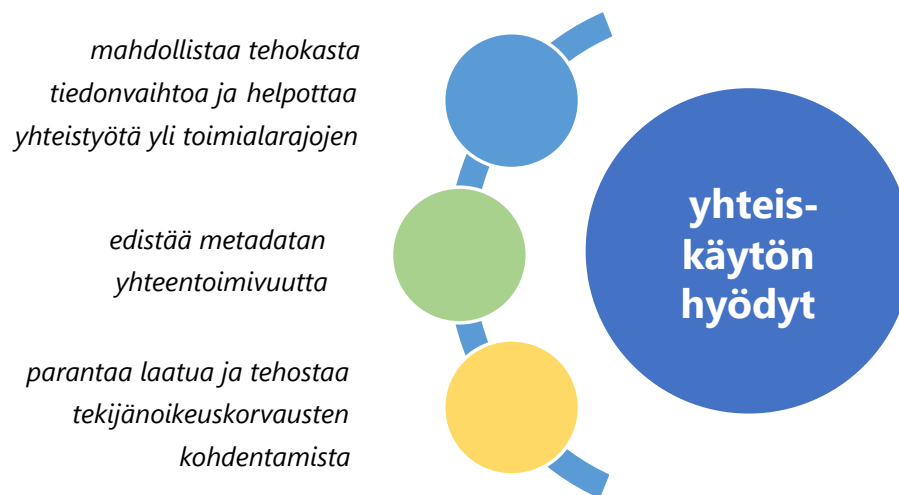 mahdollistaa tehokasta
tiedonvaihtoa ja helpottaa
yhteistyötä yli toimialarajojen
edistää metadatan
yhteentoimivuutta
parantaa laatua ja tehostaa
tekijänoikeuskorvausten
kohdentamista
yhteis-
käytön
hyödyt